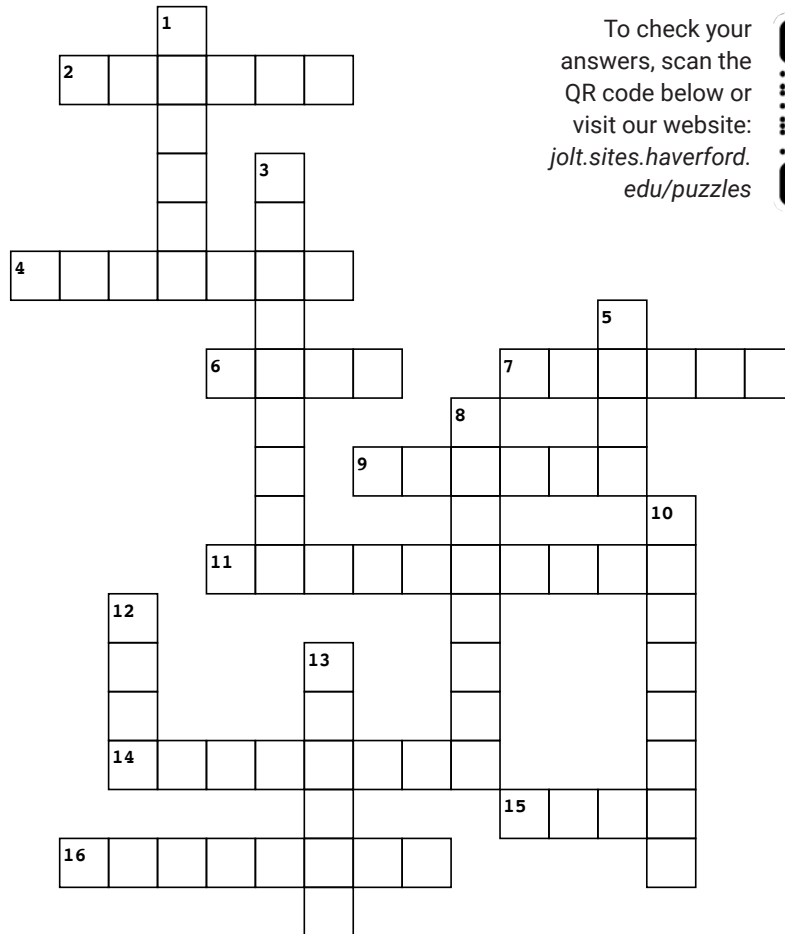 1
To check your
answers, scan the
QR code below or
visit our website:
jolt.sites.haverford.
edu/puzzles
2
3
4
5
6
7
8
9
10
11
12
13
14
15
16